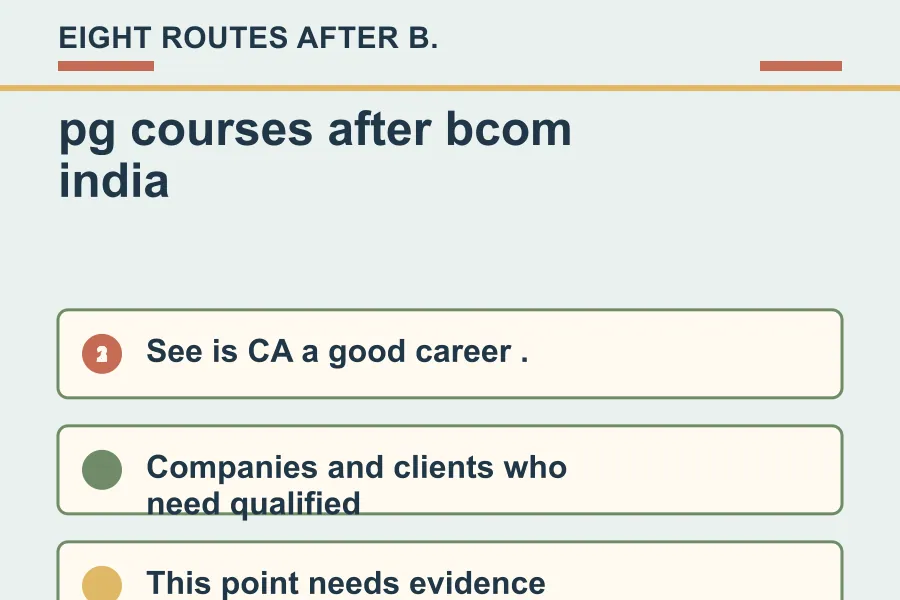 EIGHT ROUTES AFTER B.
pg courses after bcom
india
See is CA a good career .
Companies and clients who
need qualified
This point needs evidence